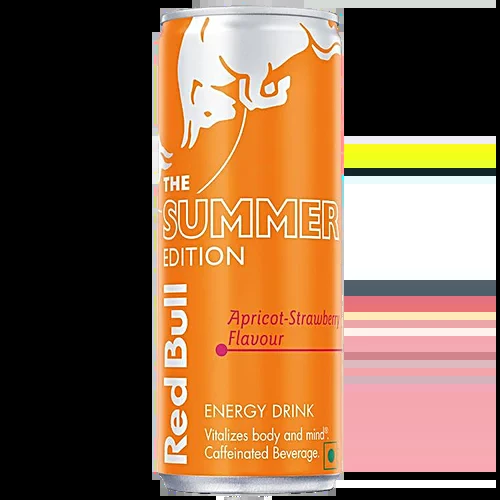 THE
SUMMER
EDITION
Red Bull
Apricot-Strawberry
Flavour
ENERGY DRINK
Vitalizes body and mind®.
Caffeinated Beverage.